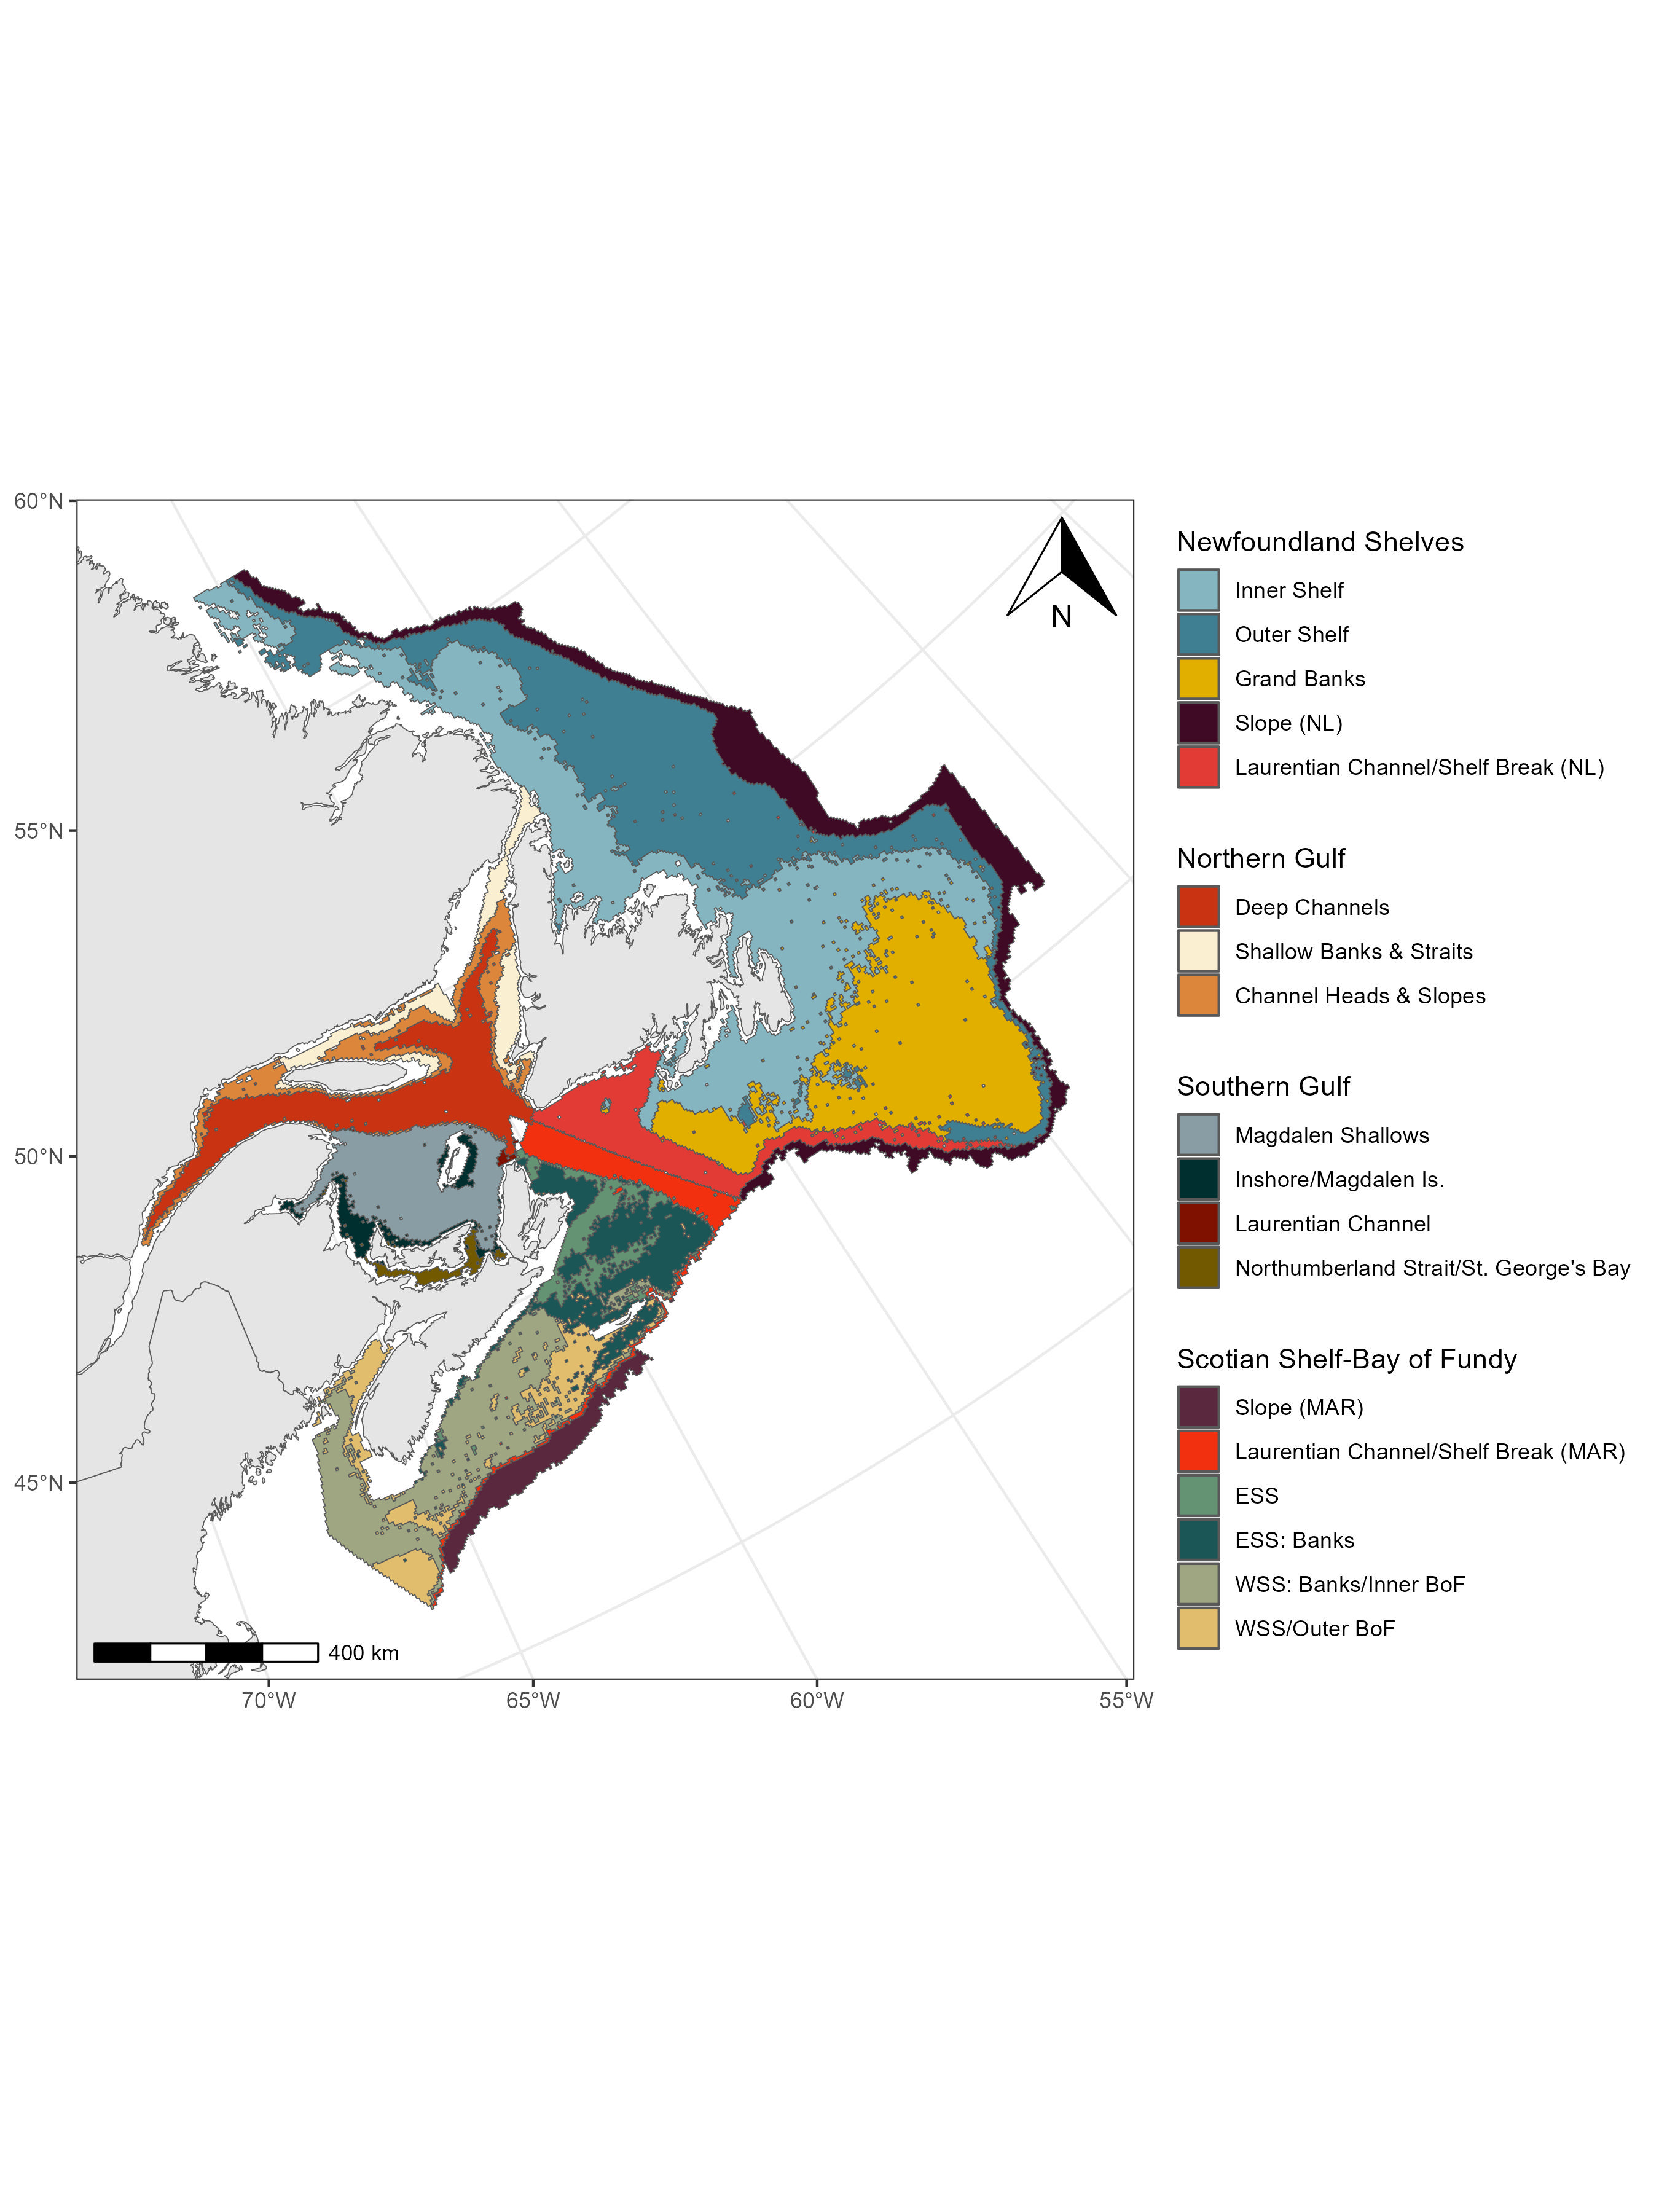 60°N
55°N
50°N
45°N
N
400 km
70°W
65°W
60°W
55°W
Newfoundland Shelves
Inner Shelf
Outer Shelf
Grand Banks
Slope (NL)
Laurentian Channel/Shelf Break (NL)
Northern Gulf
Deep Channels
Shallow Banks & Straits
Channel Heads & Slopes
Southern Gulf
Magdalen Shallows
Inshore/Magdalen Is.
Laurentian Channel
Northumberland Strait/St. George's Bay
Scotian Shelf-Bay of Fundy
Slope (MAR)
Laurentian Channel/Shelf Break (MAR)
ESS
ESS: Banks
WSS: Banks/Inner BoF
WSS/Outer BoF